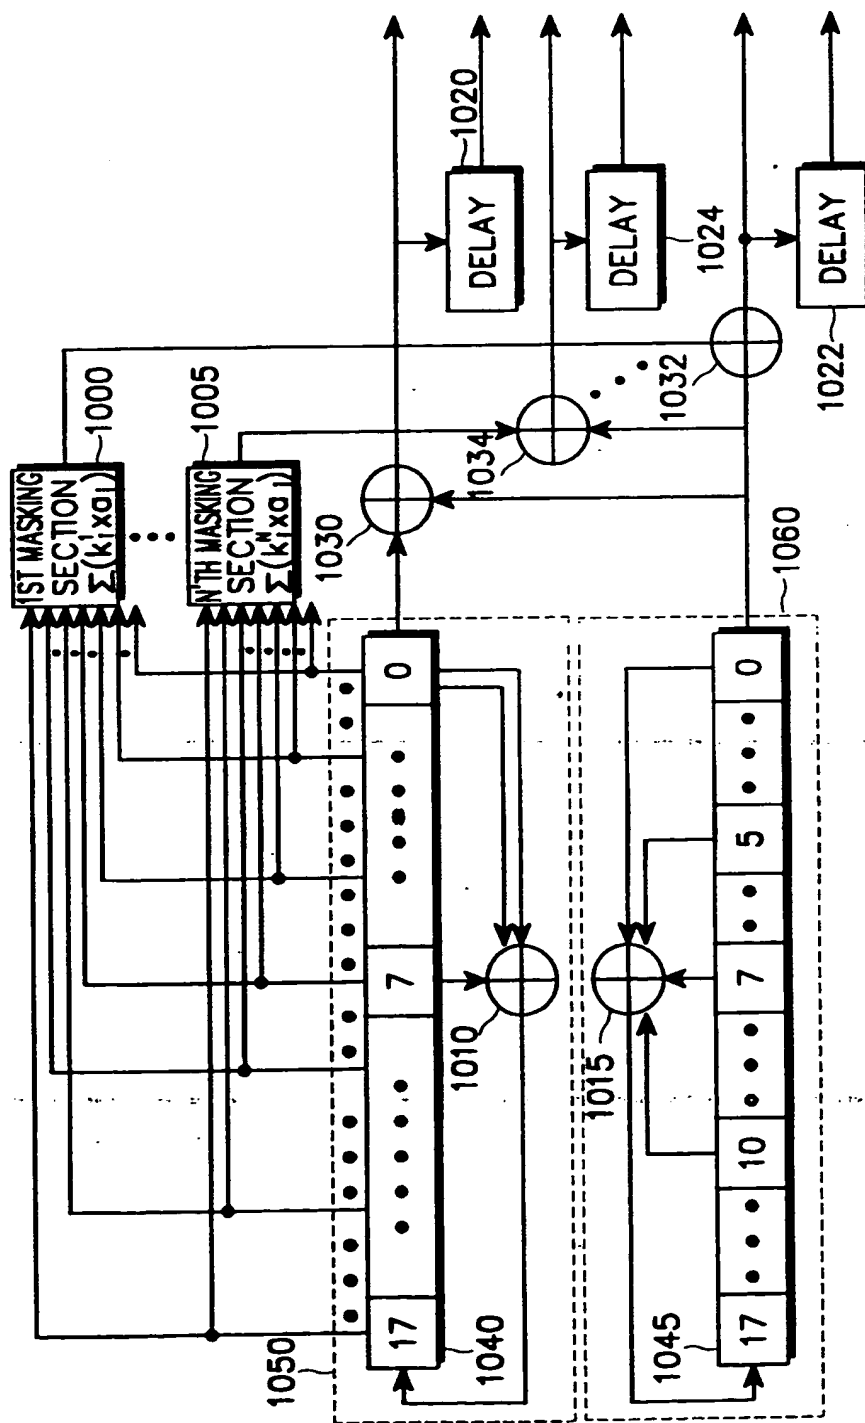 1ST MASKING
SECTION
∑(k¹ᵢxaᵢ)
1000
N'TH MASKING
SECTION
∑(kᴺᵢxaᵢ)
1005
1050
17
7
0
1040
1010
1030
DELAY
1020
1034
DELAY
1024
1032
DELAY
1022
1060
1015
17
10
7
5
0
1045